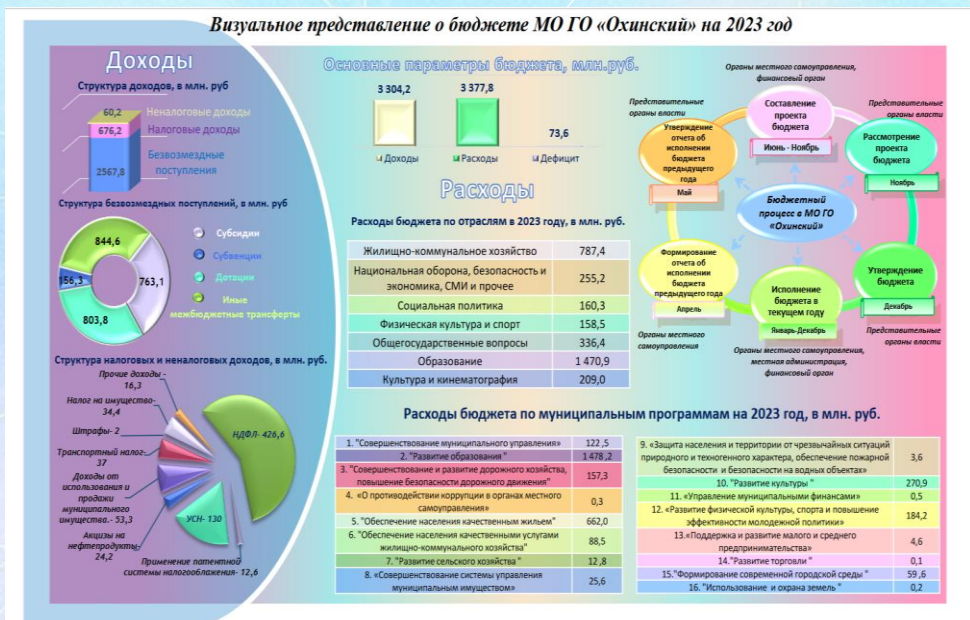 Визуальное представление о бюджете МО ГО «Охинский» на 2023 год
Доходы
Структура доходов, в млн. руб
60,2
Неналоговые доходы
676,2
Налоговые доходы
2567,8
Безвозмездные
поступления
Структура безвозмездных поступлений, в млн. руб
844,6
156,3
763,1
803,8
Субсидии
Субвенции
Дотации
Иные
межбюджетные трансферты
Структура налоговых и неналоговых доходов, в млн. руб.
Прочие доходы -
16,3
Налог на имущество-
34,4
Штрафы- 2
Транспортный налог-
37
Доходы от
использования и
продажи
муниципального
имущества.- 53,3
Акцизы на
нефтепродукты-
24,2
НДФЛ- 426,6
УСН- 130
Применение патентной
системы налогообложения- 12,6
Основные параметры бюджета, млн.руб.
3 304,2
3 377,8
73,6
Доходы
Расходы
Дефицит
Расходы
Расходы бюджета по отраслям в 2023 году, в млн. руб.
Жилищно-коммунальное хозяйство 787,4
Национальная оборона, безопасность и
экономика, СМИ и прочее 255,2
Социальная политика 160,3
Физическая культура и спорт 158,5
Общегосударственные вопросы 336,4
Образование 1 470,9
Культура и кинематография 209,0
Органы местного самоуправления,
финансовый орган
Составление
проекта
бюджета
Июнь - Ноябрь
Представительные
органы власти
Рассмотрение
проекта
бюджета
Ноябрь
Утверждение
бюджета
Декабрь
Представительные
органы власти
Исполнение
бюджета в
текущем году
Январь-Декабрь
Органы местного самоуправления,
местная администрация,
финансовый орган
Формирование
отчета об
исполнении
бюджета
предыдущего года
Апрель
Органы местного
самоуправления
Представительные
органы власти
Утверждение
отчета об
исполнении
бюджета
предыдущего
года
Май
Бюджетный
процесс в МО ГО
«Охинский»
Расходы бюджета по муниципальным программам на 2023 год, в млн. руб.
1. "Совершенствование муниципального управления» 122,5
2. "Развитие образования " 1 478,2
3. "Совершенствование и развитие дорожного хозяйства,
повышение безопасности дорожного движения" 157,3
4. «О противодействии коррупции в органах местного
самоуправления» 0,3
5. "Обеспечение населения качественным жильем" 662,0
6. "Обеспечение населения качественными услугами
жилищно-коммунального хозяйства" 88,5
7. "Развитие сельского хозяйства " 12,8
8. «Совершенствование системы управления
муниципальным имуществом» 25,6
9. «Защита населения и территории от чрезвычайных ситуаций
природного и техногенного характера, обеспечение пожарной
безопасности и безопасности на водных объектах» 3,6
10. "Развитие культуры " 270,9
11. «Управление муниципальными финансами» 0,5
12. «Развитие физической культуры, спорта и повышение
эффективности молодежной политики» 184,2
13.«Поддержка и развитие малого и среднего
предпринимательства» 4,6
14."Развитие торговли " 0,1
15."Формирование современной городской среды " 59,6
16. "Использование и охрана земель " 0,2